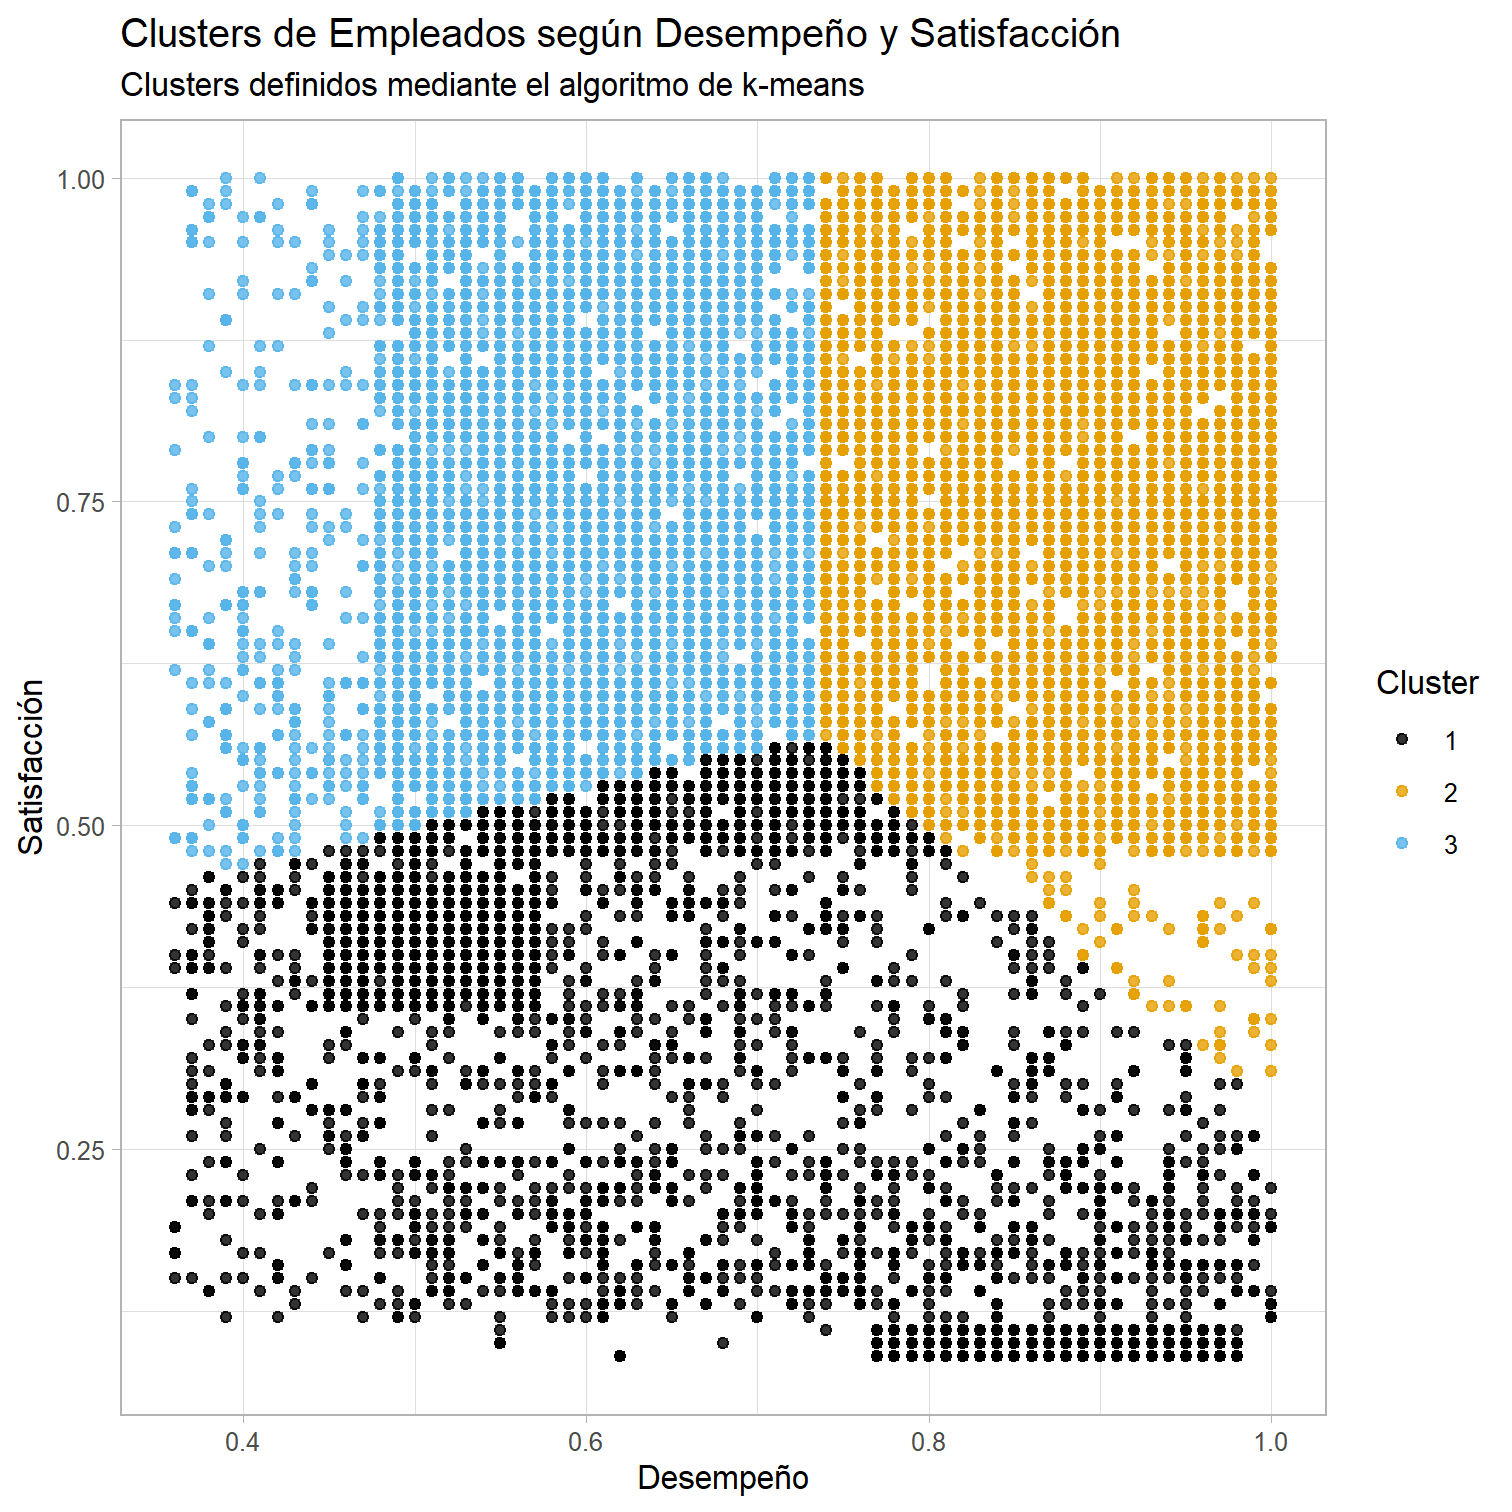 Clusters de Empleados según Desempeño y Satisfacción
Clusters definidos mediante el algoritmo de k-means
1.00
0.75
0.50
0.25
Satisfacción
0.4
0.6
0.8
1.0
Desempeño
Cluster
1
2
3